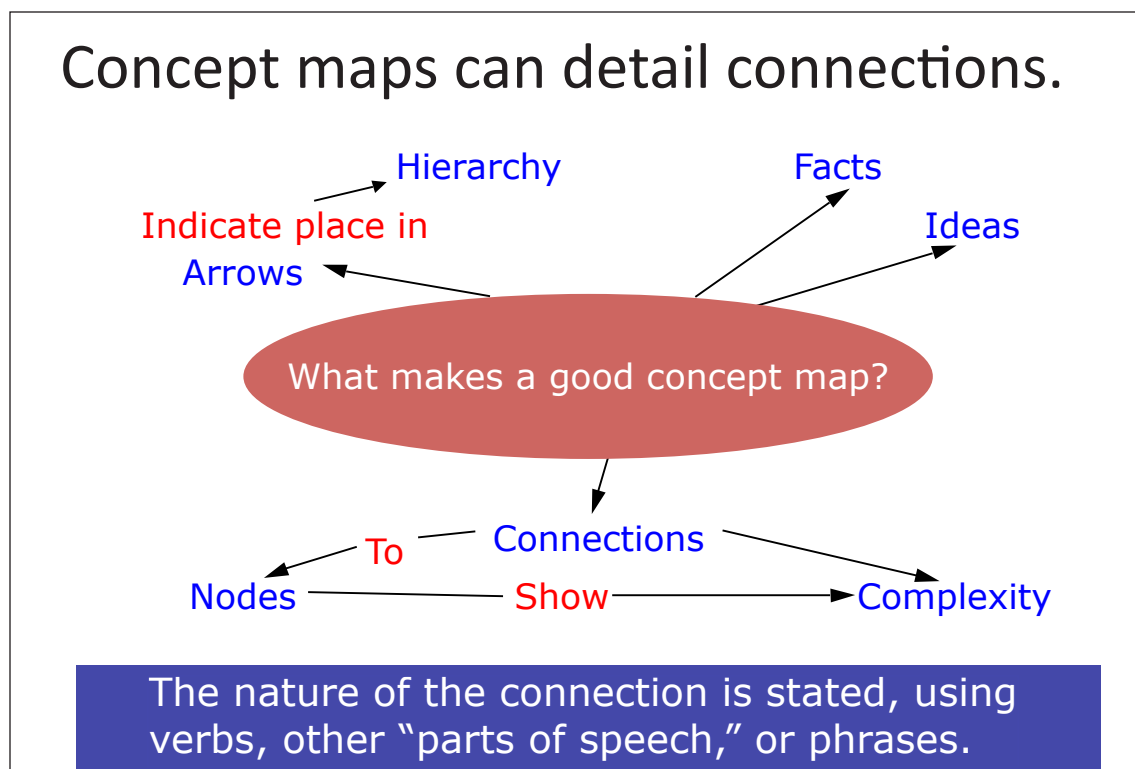 Concept maps can detail connections.
Hierarchy
Facts
Indicate place in
Ideas
Arrows
What makes a good concept map?
To
Connections
Nodes
Show
Complexity
The nature of the connection is stated, using
verbs, other “parts of speech,” or phrases.